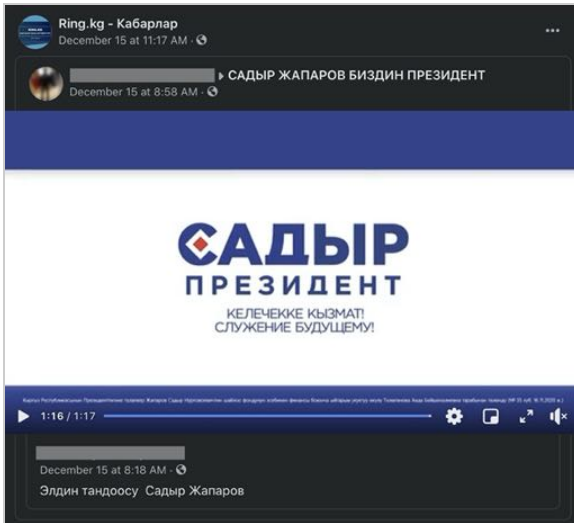 Ring.kg - Кабарлар
December 15 at 11:17 AM ·
САДЫР ЖАПАРОВ БИЗДИН ПРЕЗИДЕНТ
December 15 at 8:58 AM ·
САДЫР
ПРЕЗИДЕНТ
КЕЛЕЧЕККЕ КЫЗМАТ!
СЛУЖЕНИЕ БУДУЩЕМУ!
1:16 / 1:17
December 15 at 8:18 AM ·
Элдин тандоосу Садыр Жапаров